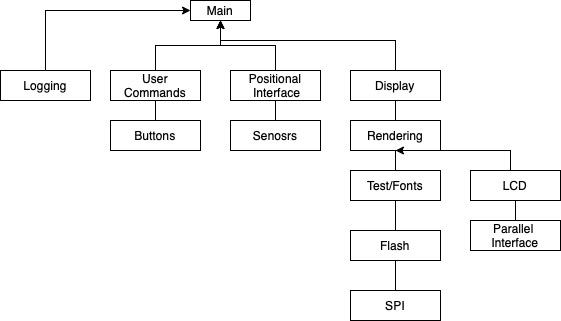 Main
Logging
User
Commands
Positional
Interface
Display
Buttons
Senosrs
Rendering
Test/Fonts
LCD
Parallel
Interface
Flash
SPI